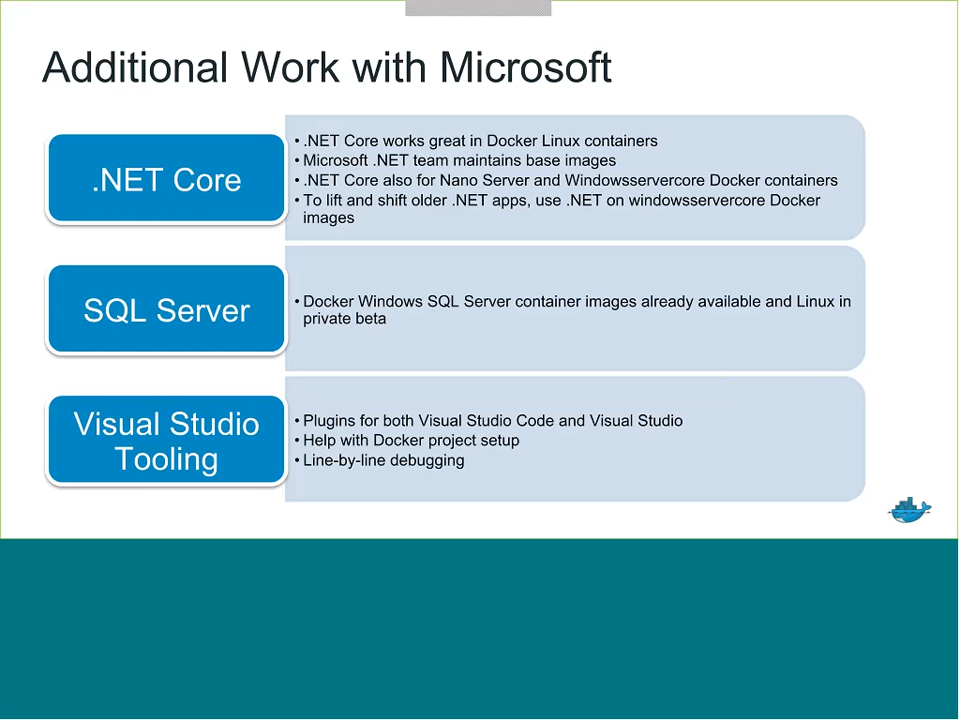 Additional Work with Microsoft
.NET Core
• .NET Core works great in Docker Linux containers
• Microsoft .NET team maintains base images
• .NET Core also for Nano Server and Windowsservercore Docker containers
• To lift and shift older .NET apps, use .NET on windowsservercore Docker
images
SQL Server
• Docker Windows SQL Server container images already available and Linux in
private beta
Visual Studio
Tooling
• Plugins for both Visual Studio Code and Visual Studio
• Help with Docker project setup
• Line-by-line debugging